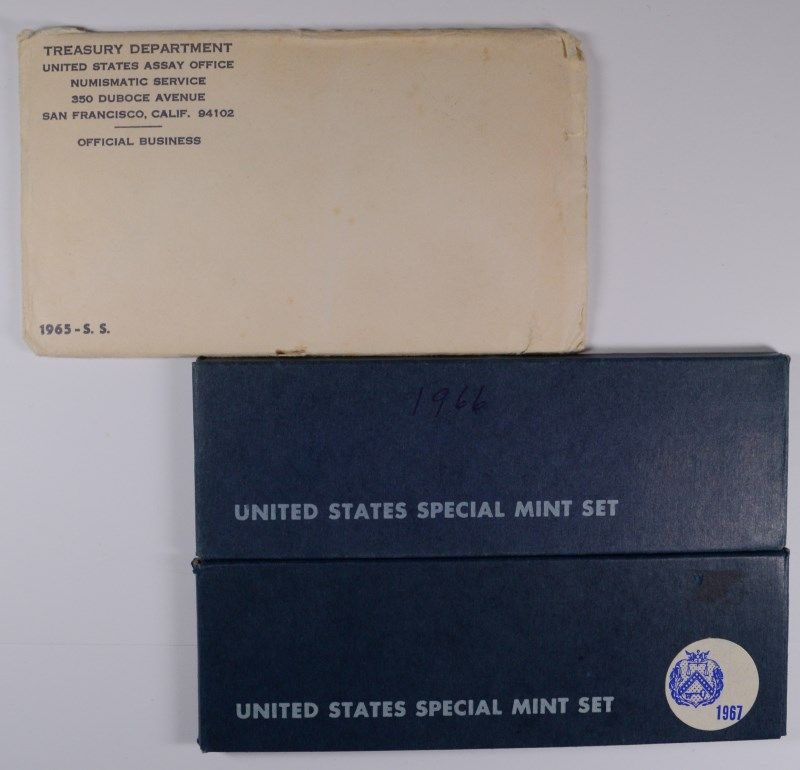 TREASURY DEPARTMENT
UNITED STATES ASSAY OFFICE
NUMISMATIC SERVICE
350 DUBOCE AVENUE
SAN FRANCISCO, CALIF. 94102
OFFICIAL BUSINESS
1965-S. S.
1966
UNITED STATES SPECIAL MINT SET
UNITED STATES SPECIAL MINT SET
1967